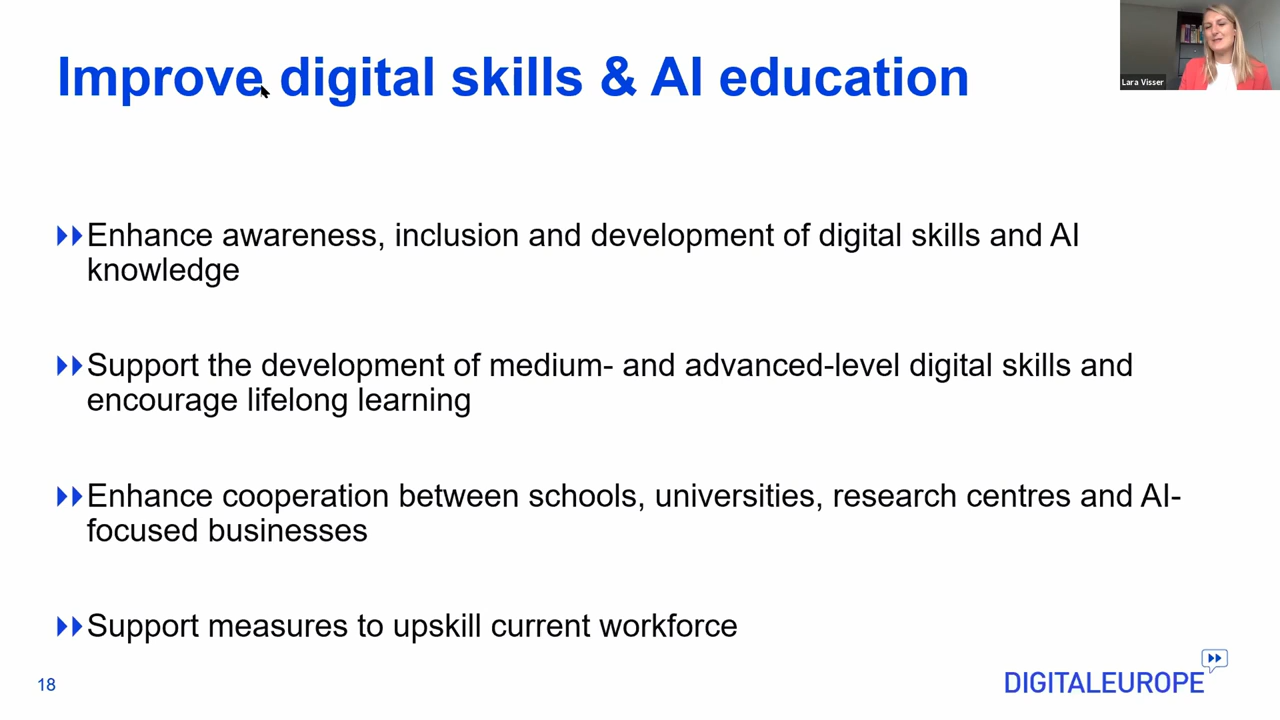 Improve digital skills & AI education
Lara Visser
Enhance awareness, inclusion and development of digital skills and AI
knowledge
Support the development of medium- and advanced-level digital skills and
encourage lifelong learning
Enhance cooperation between schools, universities, research centres and AI-
focused businesses
Support measures to upskill current workforce
18
DIGITALEUROPE